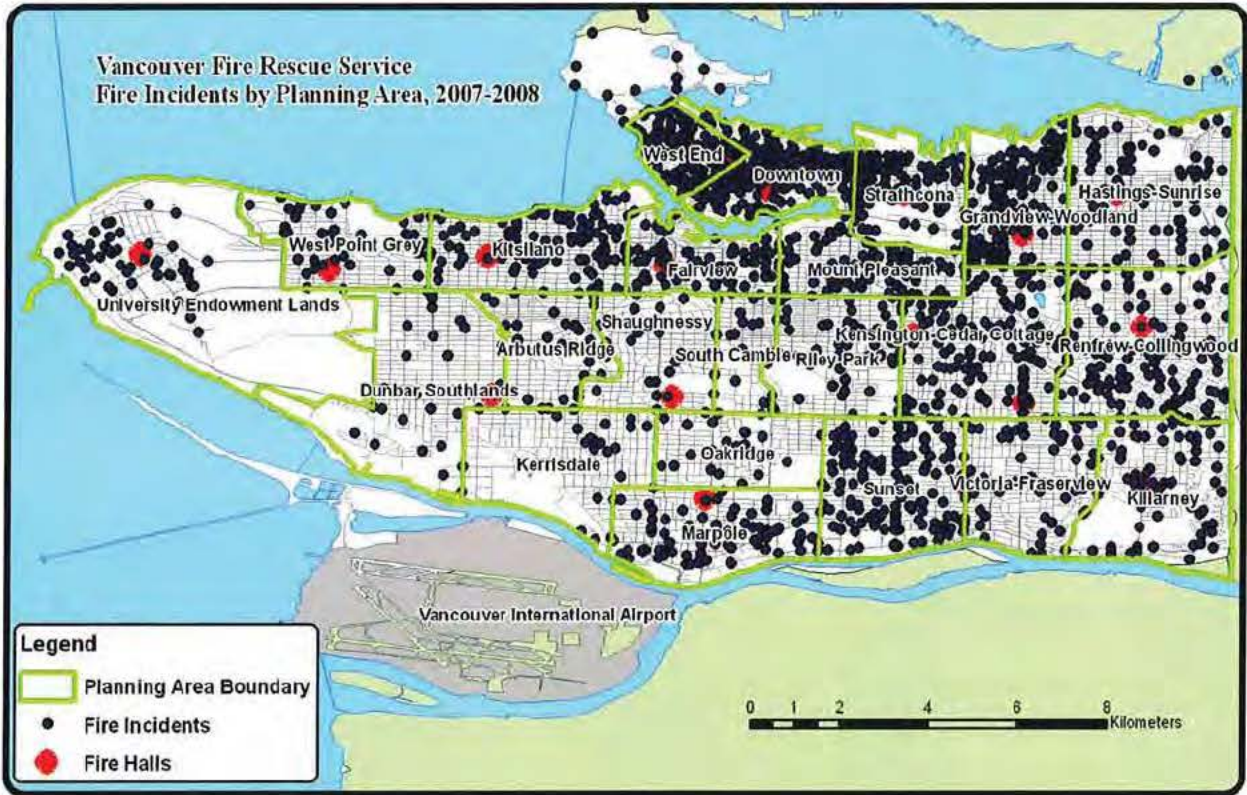 Vancouver Fire Rescue Service
Fire Incidents by Planning Area, 2007-2008
West End
Downtown
Strathcona
Hastings-Sunrise
Grandview-Woodland
West Point Grey
Kitsilano
Fairview
Mount Pleasant
University Endowment Lands
Shaughnessy
Arbutus Ridge
South Cambie
Riley Park
Kensington-Cedar Cottage
Renfrew-Collingwood
Dunbar Southlands
Kerrisdale
Oakridge
Sunset
Victoria Fraserview
Killarney
Marpole
Vancouver International Airport
Legend
Planning Area Boundary
Fire Incidents
Fire Halls
0 1 2 4 6 8
Kilometers